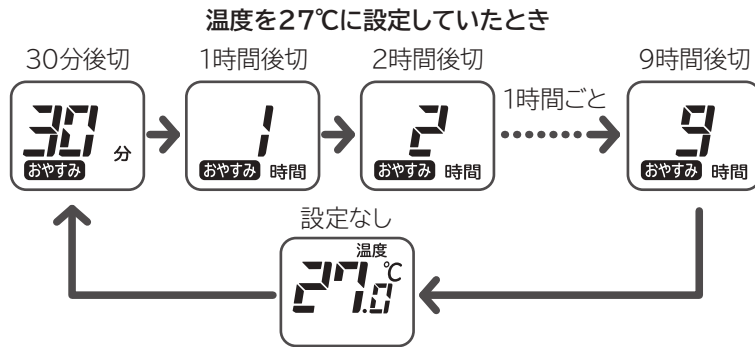 温度を27℃に設定していたとき
30分後切
1時間後切
2時間後切
9時間後切
1時間ごと
30 分
おやすみ
1
おやすみ 時間
2
おやすみ 時間
9
おやすみ 時間
設定なし
温度
27.0℃